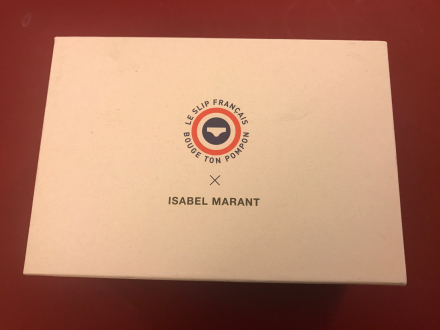 LE SLIP FRANÇAIS
BOUGE TON POMPON
×
ISABEL MARANT